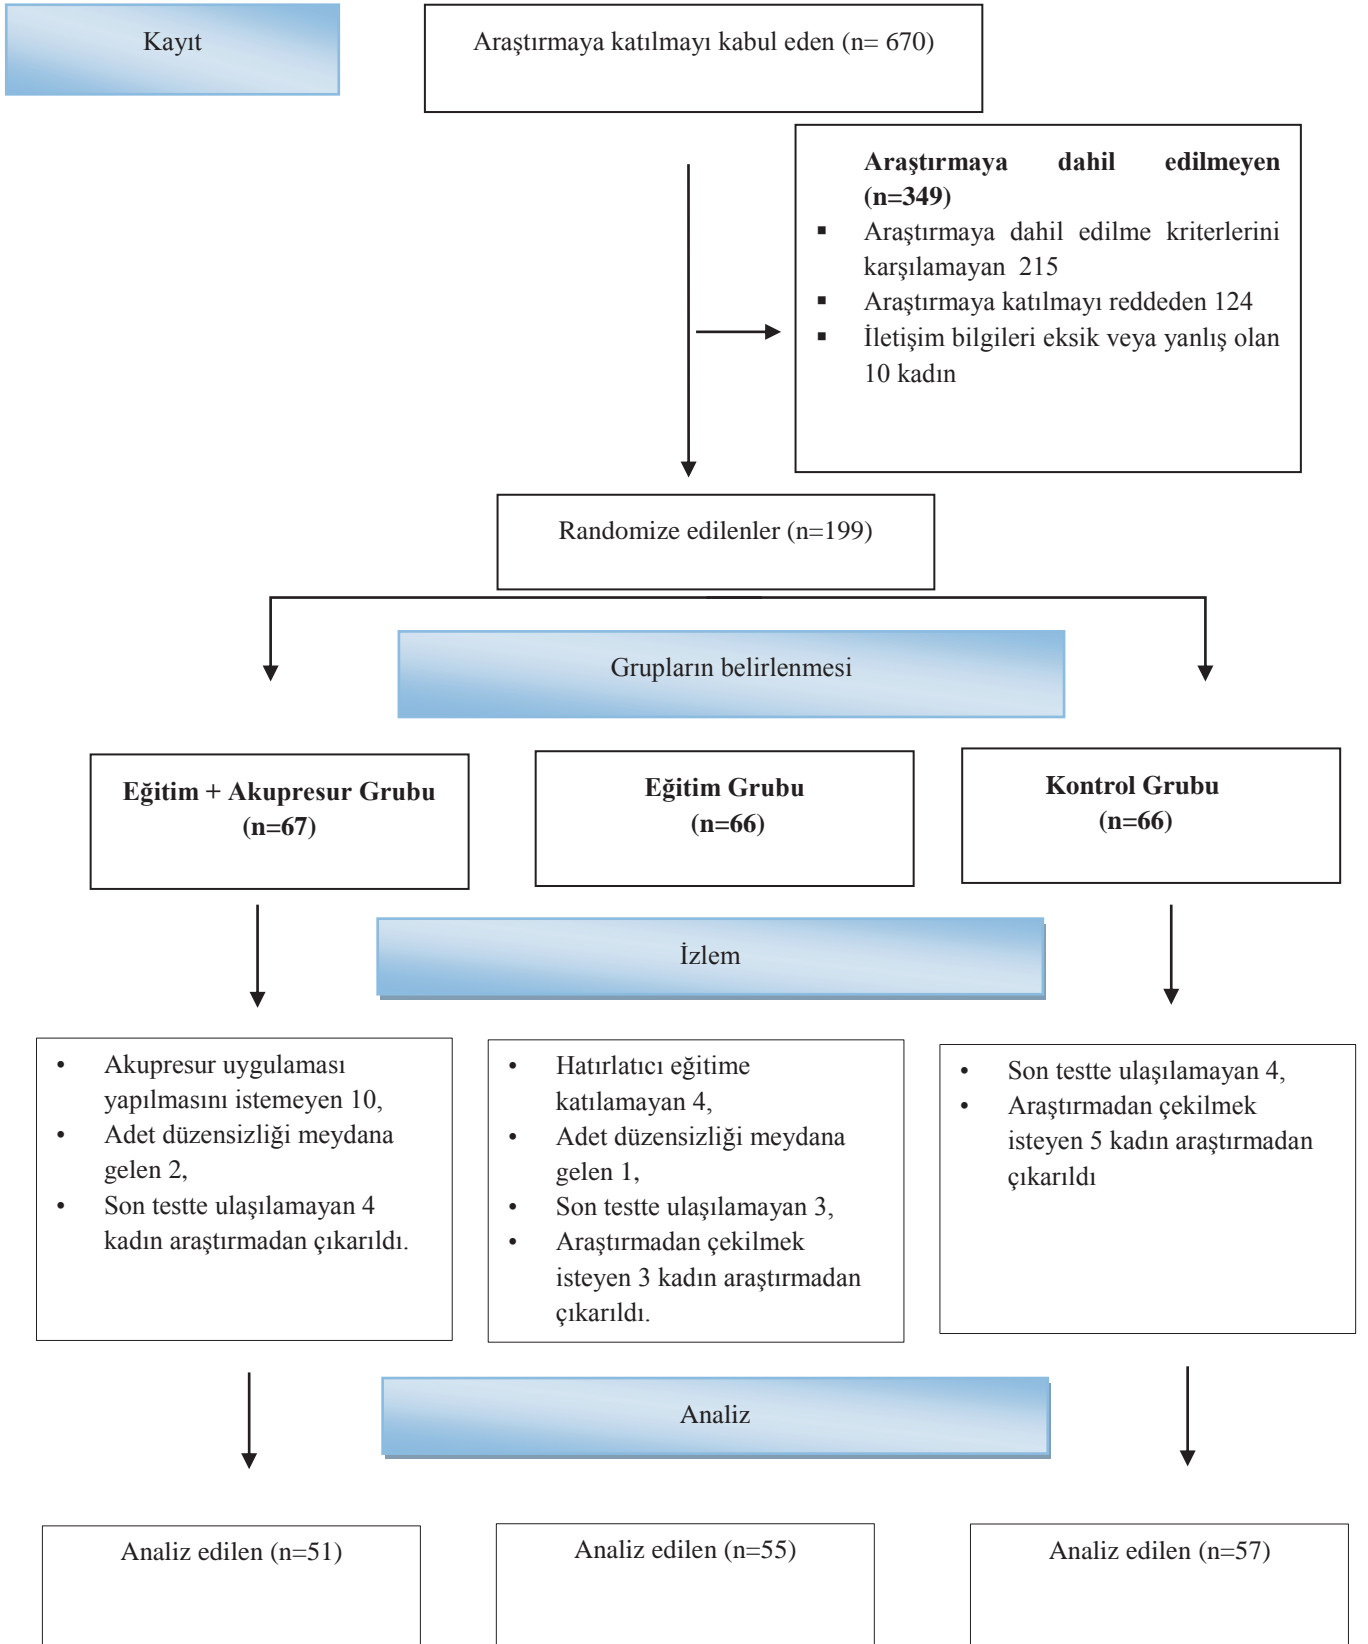 Kayıt
Araştırmaya katılmayı kabul eden (n= 670)
Araştırmaya dahil edilmeyen
(n=349)
▪ Araştırmaya dahil edilme kriterlerini
karşılamayan 215
▪ Araştırmaya katılmayı reddeden 124
▪ İletişim bilgileri eksik veya yanlış olan
10 kadın
Randomize edilenler (n=199)
Grupların belirlenmesi
Eğitim + Akupresur Grubu
(n=67)
Eğitim Grubu
(n=66)
Kontrol Grubu
(n=66)
İzlem
• Akupresur uygulaması
yapılmasını istemeyen 10,
• Adet düzensizliği meydana
gelen 2,
• Son testte ulaşılamayan 4
kadın araştırmadan çıkarıldı.
• Hatırlatıcı eğitime
katılamayan 4,
• Adet düzensizliği meydana
gelen 1,
• Son testte ulaşılamayan 3,
• Araştırmadan çekilmek
isteyen 3 kadın araştırmadan
çıkarıldı.
• Son testte ulaşılamayan 4,
• Araştırmadan çekilmek
isteyen 5 kadın araştırmadan
çıkarıldı
Analiz
Analiz edilen (n=51)
Analiz edilen (n=55)
Analiz edilen (n=57)